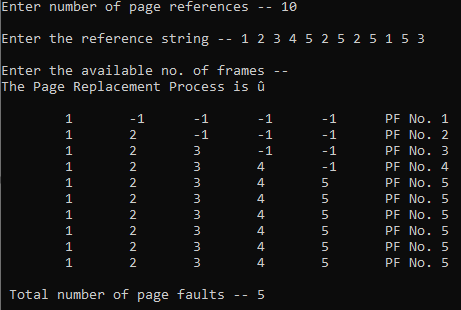 Enter number of page references -- 10
Enter the reference string -- 1 2 3 4 5 2 5 2 5 1 5 3
Enter the available no. of frames --
The Page Replacement Process is û
1 -1 -1 -1 -1 PF No. 1
1 2 -1 -1 -1 PF No. 2
1 2 3 -1 -1 PF No. 3
1 2 3 4 -1 PF No. 4
1 2 3 4 5 PF No. 5
1 2 3 4 5 PF No. 5
1 2 3 4 5 PF No. 5
1 2 3 4 5 PF No. 5
1 2 3 4 5 PF No. 5
1 2 3 4 5 PF No. 5
Total number of page faults -- 5